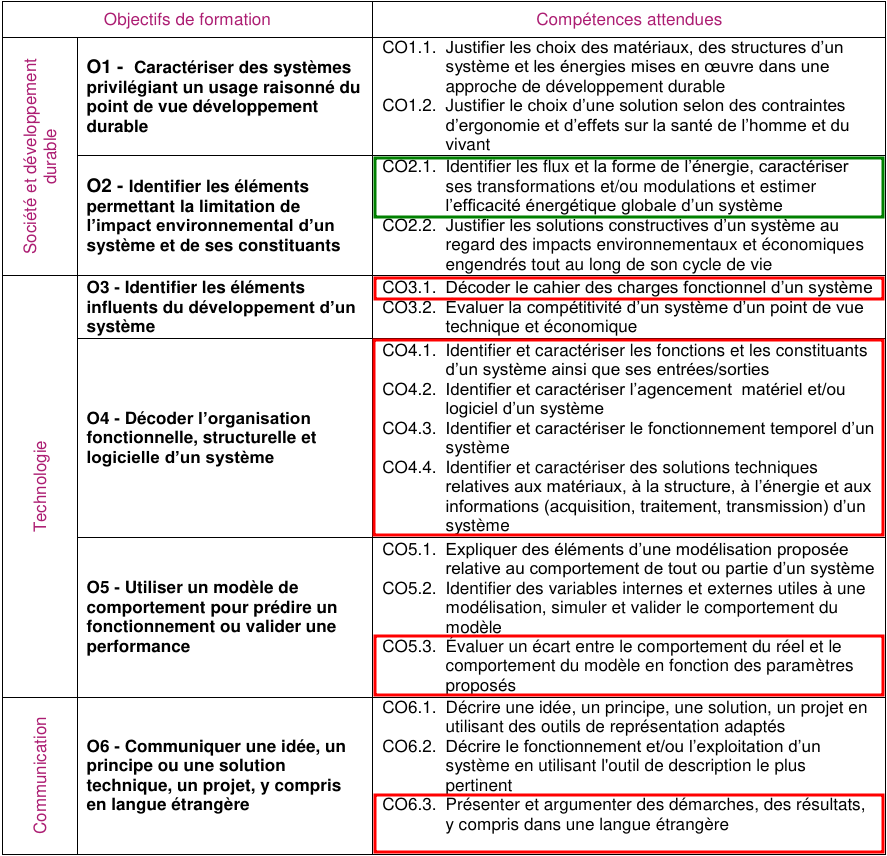 Objectifs de formation
Compétences attendues
Société et développement
durable
O1 - Caractériser des systèmes
privilégiant un usage raisonné du
point de vue développement
durable
CO1.1. Justifier les choix des matériaux, des structures d'un
système et les énergies mises en œuvre dans une
approche de développement durable
CO1.2. Justifier le choix d'une solution selon des contraintes
d'ergonomie et d'effets sur la santé de l'homme et du
vivant
O2 - Identifier les éléments
permettant la limitation de
l'impact environnemental d'un
système et de ses constituants
CO2.1. Identifier les flux et la forme de l'énergie, caractériser
ses transformations et/ou modulations et estimer
l'efficacité énergétique globale d'un système
CO2.2. Justifier les solutions constructives d'un système au
regard des impacts environnementaux et économiques
engendrés tout au long de son cycle de vie
Technologie
O3 - Identifier les éléments
influents du développement d'un
système
CO3.1. Décoder le cahier des charges fonctionnel d'un système
CO3.2. Evaluer la compétitivité d'un système d'un point de vue
technique et économique
O4 - Décoder l'organisation
fonctionnelle, structurelle et
logicielle d'un système
CO4.1. Identifier et caractériser les fonctions et les constituants
d'un système ainsi que ses entrées/sorties
CO4.2. Identifier et caractériser l'agencement matériel et/ou
logiciel d'un système
CO4.3. Identifier et caractériser le fonctionnement temporel d'un
système
CO4.4. Identifier et caractériser des solutions techniques
relatives aux matériaux, à la structure, à l'énergie et aux
informations (acquisition, traitement, transmission) d'un
système
O5 - Utiliser un modèle de
comportement pour prédire un
fonctionnement ou valider une
performance
CO5.1. Expliquer des éléments d'une modélisation proposée
relative au comportement de tout ou partie d'un système
CO5.2. Identifier des variables internes et externes utiles à une
modélisation, simuler et valider le comportement du
modèle
CO5.3. Évaluer un écart entre le comportement du réel et le
comportement du modèle en fonction des paramètres
proposés
Communication
O6 - Communiquer une idée, un
principe ou une solution
technique, un projet, y compris
en langue étrangère
CO6.1. Décrire une idée, un principe, une solution, un projet en
utilisant des outils de représentation adaptés
CO6.2. Décrire le fonctionnement et/ou l'exploitation d'un
système en utilisant l'outil de description le plus
pertinent
CO6.3. Présenter et argumenter des démarches, des résultats,
y compris dans une langue étrangère